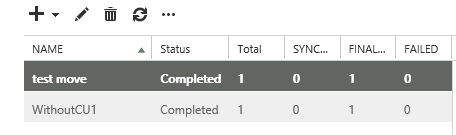 NAME Status Total SYNC... FINAL... FAILED
test move Completed 1 0 1 0
WithoutCU1 Completed 1 0 1 0